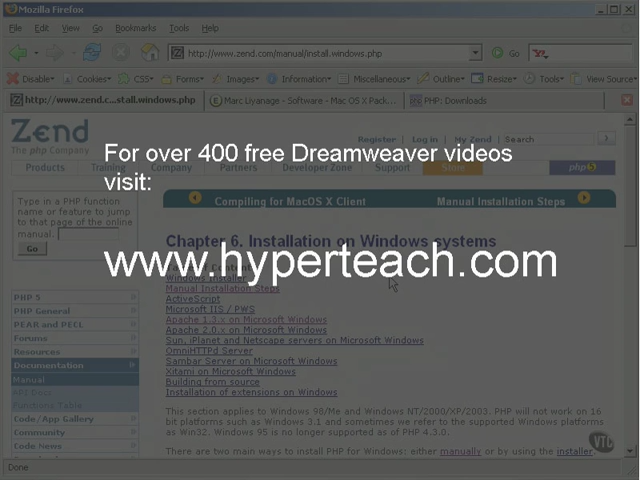 Mozilla Firefox
File Edit View Go Bookmarks Tools Help
http://www.zend.com/manual/install.windows.php Go
Disable Cookies CSS Forms Images Information Miscellaneous Outline Resize Tools View Source
http://www.zend.c...stall.windows.php Marc Liyanage - Software - Mac OS X Pack... PHP: Downloads
Zend
The php Company
Register Log in My Zend Search
Products Training Company Partners Developer Zone Support Store php5
For over 400 free Dreamweaver videos
visit:
www.hyperteach.com
Type in a PHP function
name or feature to jump
to that page of the online
manual.
Go
PHP 5
PHP General
PEAR and PECL
Forums
Resources
Documentation
Manual
API Docs
Functions Table
Code/App Gallery
Community
Code News
Compiling for MacOS X Client Manual Installation Steps
Chapter 6. Installation on Windows systems
Windows Installer
Manual Installation Steps
ActiveScript
Microsoft IIS / PWS
Apache 1.3.x on Microsoft Windows
Apache 2.0.x on Microsoft Windows
Sun, iPlanet and Netscape servers on Microsoft Windows
OmniHTTPd Server
Sambar Server on Microsoft Windows
Xitami on Microsoft Windows
Building from source
Installation of extensions on Windows
This section applies to Windows 98/Me and Windows NT/2000/XP/2003. PHP will not work on 16
bit platforms such as Windows 3.1 and sometimes we refer to the supported Windows platforms
as Win32. Windows 95 is no longer supported as of PHP 4.3.0.
There are two main ways to install PHP for Windows: either manually or by using the installer.
VTC
Done